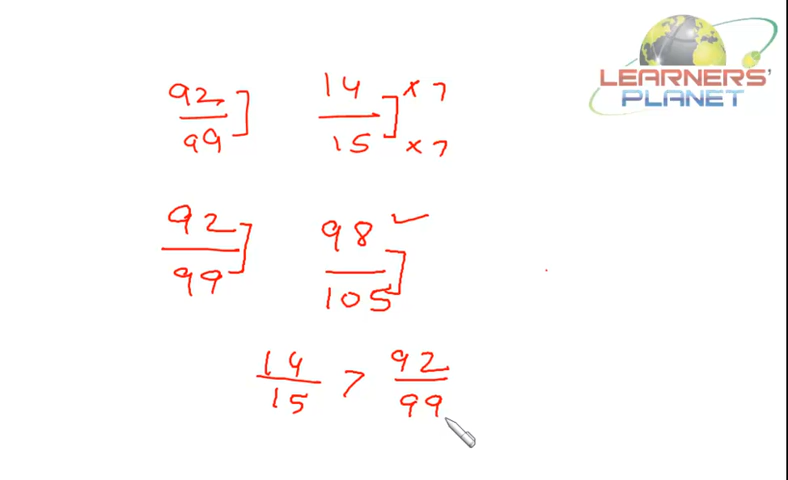 LEARNERS'
PLANET
92/99] 14/15] ×7 ×7
92/99] 98/105] ✓
14/15 > 92/99